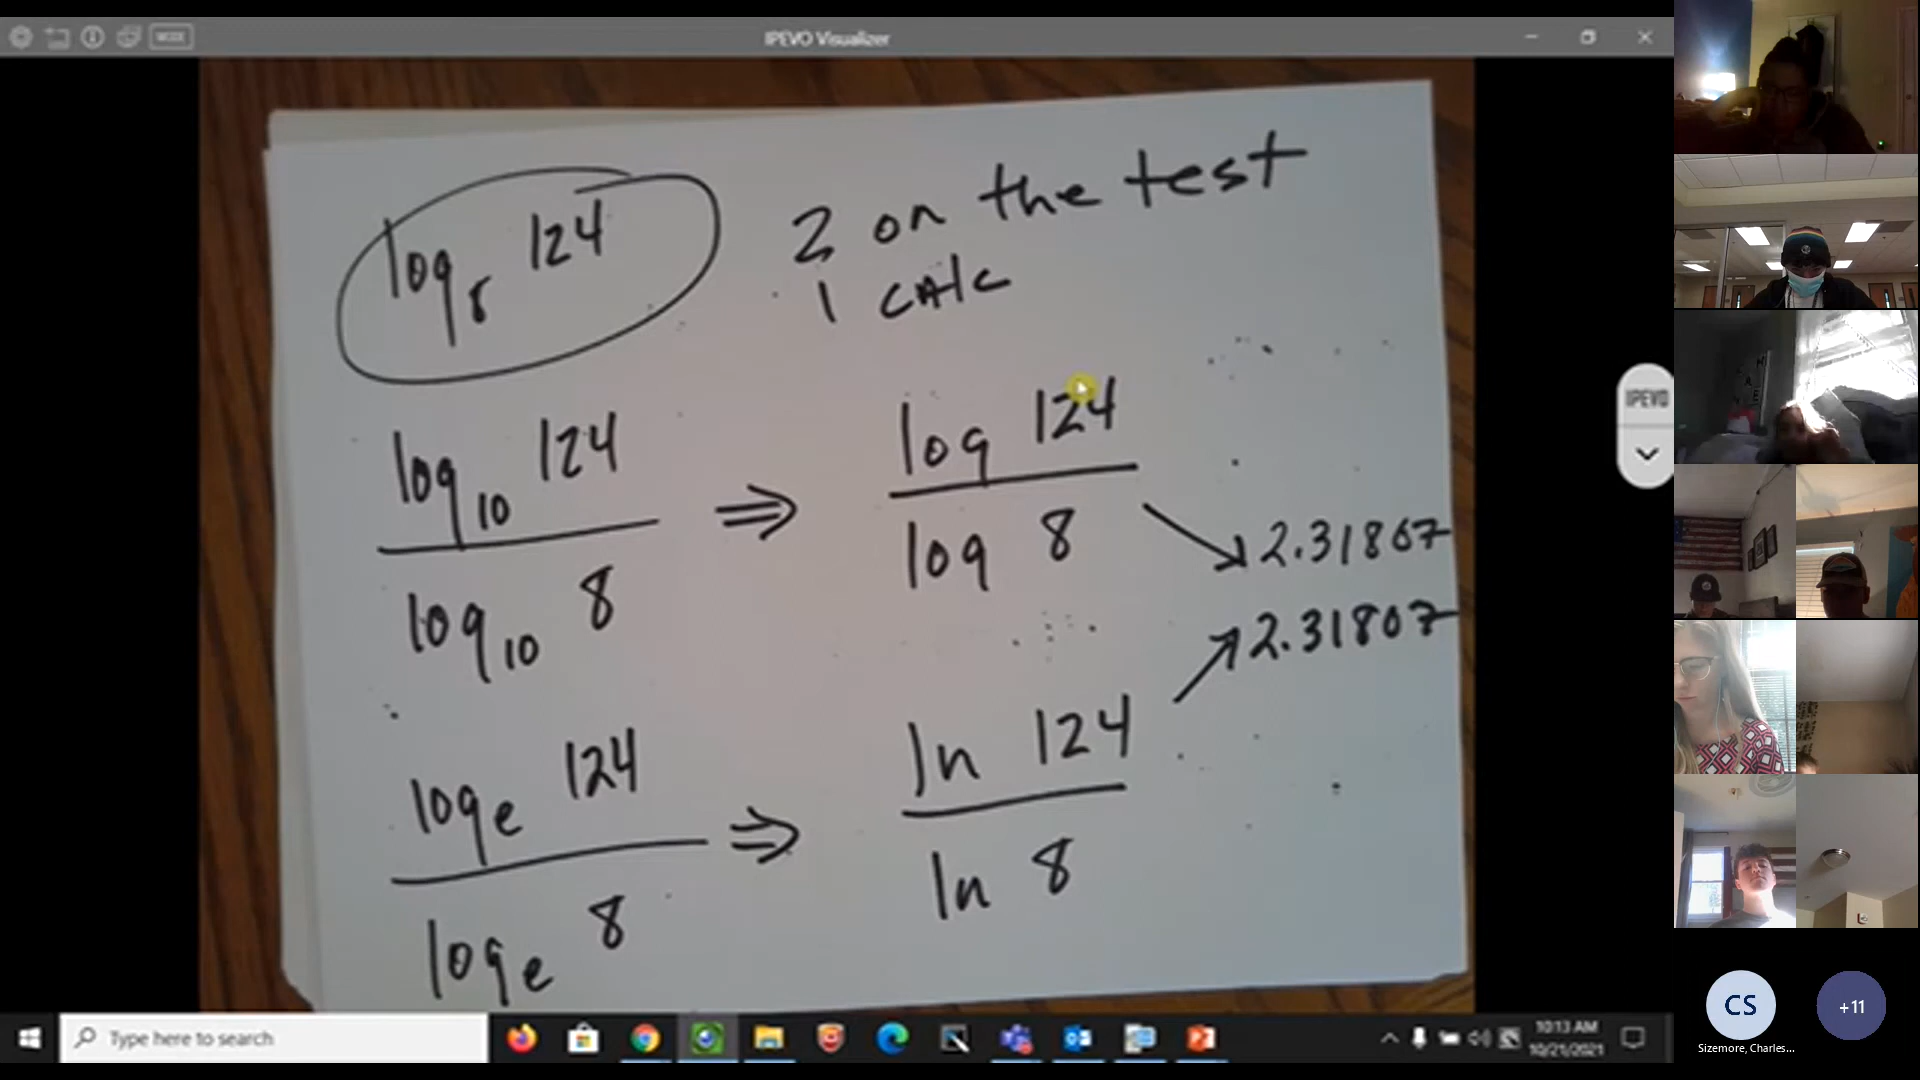 IPEVO Visualizer
log₈ 124
2 on the test
1 calc
log₁₀ 124
log₁₀ 8
⇒
log 124
log 8
2.31807
logₑ 124
logₑ 8
⇒
ln 124
ln 8
2.31807
IPEVO
Type here to search
10:13 AM
10/21/2021
CS
Sizemore, Charles...
+11